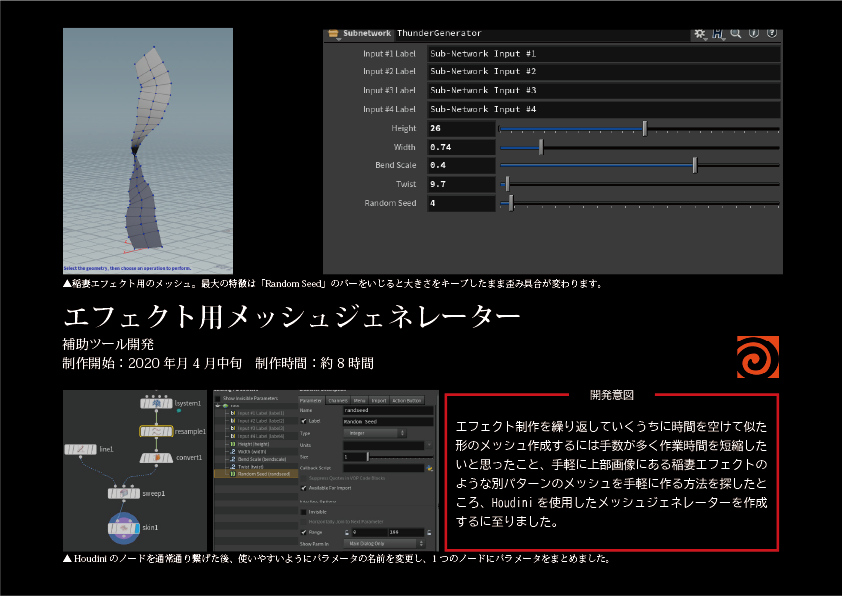 Subnetwork ThunderGenerator
Input #1 Label Sub-Network Input #1
Input #2 Label Sub-Network Input #2
Input #3 Label Sub-Network Input #3
Input #4 Label Sub-Network Input #4
Height 26
Width 0.74
Bend Scale 0.4
Twist 9.7
Random Seed 4
Select the geometry, then choose an operation to perform.
▲稲妻エフェクト用のメッシュ。最大の特徴は「Random Seed」のバーをいじると大きさをキープしたまま歪み具合が変わります。
エフェクト用メッシュジェネレーター
補助ツール開発
制作開始：2020 年月 4 月中旬　制作時間：約 8 時間
lsystem1
resample1
line1
convert1
sweep1
skin1
Show Invisible Parameters
Input #1 Label (label1)
Input #2 Label (label2)
Input #3 Label (label3)
Input #4 Label (label4)
Height (height)
Width (width)
Bend Scale (bendscale)
Twist (twist)
Random Seed (randseed)
Parameter Channels Menu Import Action Button
Name randseed
Label Random Seed
Type Integer
Units
Size 1
Callback Script
Available For Import
Invisible
Horizontally Join to Next Parameter
Range 0 100
Show Parm in Main Dialog Only
開発意図
エフェクト制作を繰り返していくうちに時間を空けて似た
形のメッシュ作成するには手数が多く作業時間を短縮した
いと思ったこと、手軽に上部画像にある稲妻エフェクトの
ような別パターンのメッシュを手軽に作る方法を探したと
ころ、Houdini を使用したメッシュジェネレーターを作成
するに至りました。
▲ Houdini のノードを通常通り繋げた後、使いやすいようにパラメータの名前を変更し、1 つのノードにパラメータをまとめました。